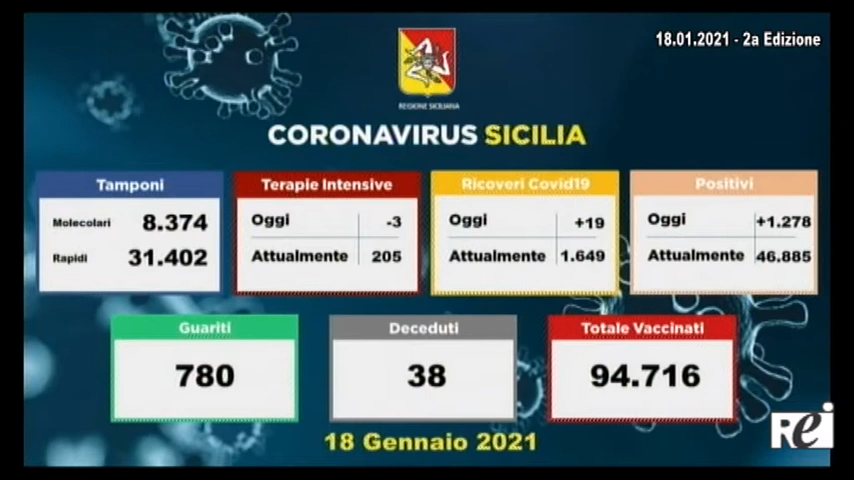 18.01.2021 - 2a Edizione
REGIONE SICILIANA
CORONAVIRUS SICILIA
Tamponi
Molecolari 8.374
Rapidi 31.402
Terapie Intensive
Oggi -3
Attualmente 205
Ricoveri Covid19
Oggi +19
Attualmente 1.649
Positivi
Oggi +1.278
Attualmente 46.885
Guariti
780
Deceduti
38
Totale Vaccinati
94.716
18 Gennaio 2021
Rei